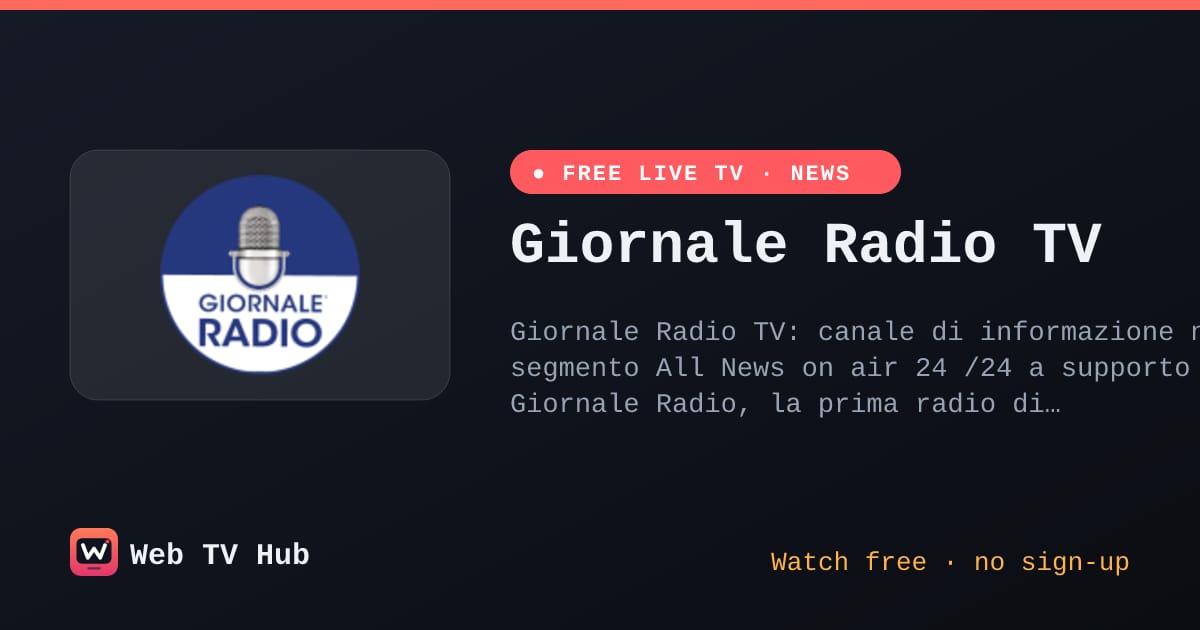 ● FREE LIVE TV · NEWS
Giornale Radio TV
GIORNALE
RADIO
Giornale Radio TV: canale di informazione
segmento All News on air 24 /24 a supporto
Giornale Radio, la prima radio di…
W
Web TV Hub
Watch free · no sign-up